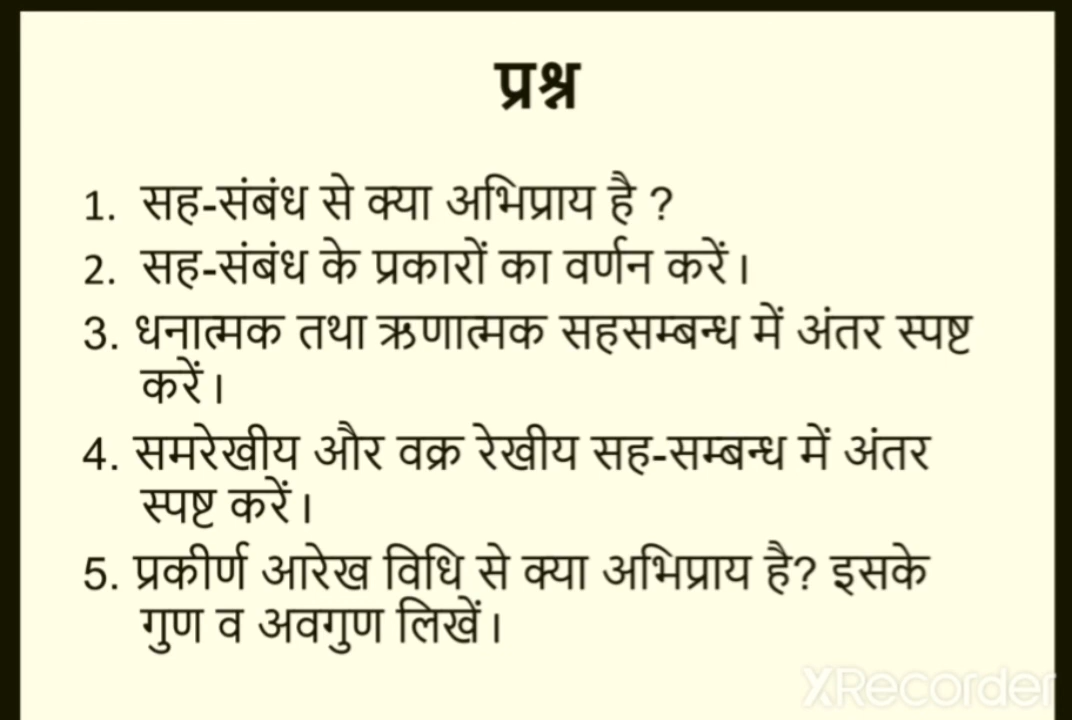 प्रश्न
1. सह-संबंध से क्या अभिप्राय है ?
2. सह-संबंध के प्रकारों का वर्णन करें।
3. धनात्मक तथा ऋणात्मक सहसम्बन्ध में अंतर स्पष्ट
करें।
4. समरेखीय और वक्र रेखीय सह-सम्बन्ध में अंतर
स्पष्ट करें।
5. प्रकीर्ण आरेख विधि से क्या अभिप्राय है? इसके
गुण व अवगुण लिखें।
XRecorder